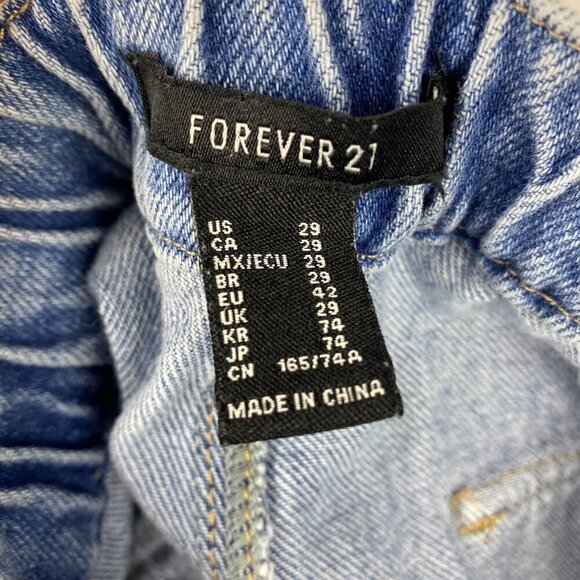 FOREVER 21
US 29
CA 29
MX/ECU 29
BR 29
EU 42
UK 29
KR 74
JP 74
CN 165/74A
MADE IN CHINA